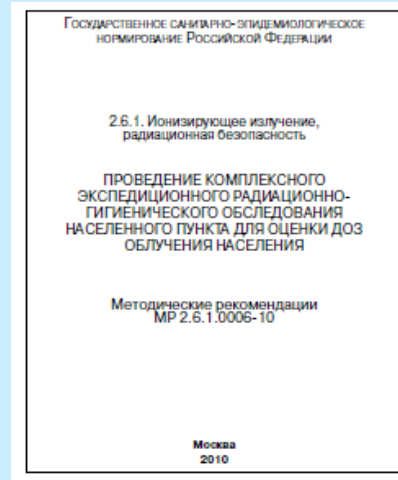 Государственное санитарно-эпидемиологическое
нормирование Российской Федерации
2.6.1. Ионизирующее излучение,
радиационная безопасность
ПРОВЕДЕНИЕ КОМПЛЕКСНОГО
ЭКСПЕДИЦИОННОГО РАДИАЦИОННО-
ГИГИЕНИЧЕСКОГО ОБСЛЕДОВАНИЯ
НАСЕЛЕННОГО ПУНКТА ДЛЯ ОЦЕНКИ ДОЗ
ОБЛУЧЕНИЯ НАСЕЛЕНИЯ
Методические рекомендации
МР 2.6.1.0006-10
Москва
2010